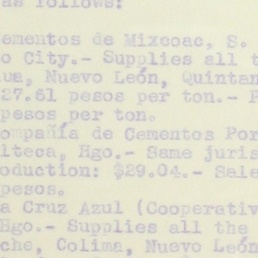 as follows:
ementos de Mixcoac, S.
o City.- Supplies all t
ua, Nuevo León, Quintan
27.61 pesos per ton.- P
pesos per ton.
ompañía de Cementos Por
lteca, Hgo.- Same juris
oduction: $29.04.- Sale
pesos.
a Cruz Azul (Cooperativ
Hgo.- Supplies all the
che, Colima, Nuevo León